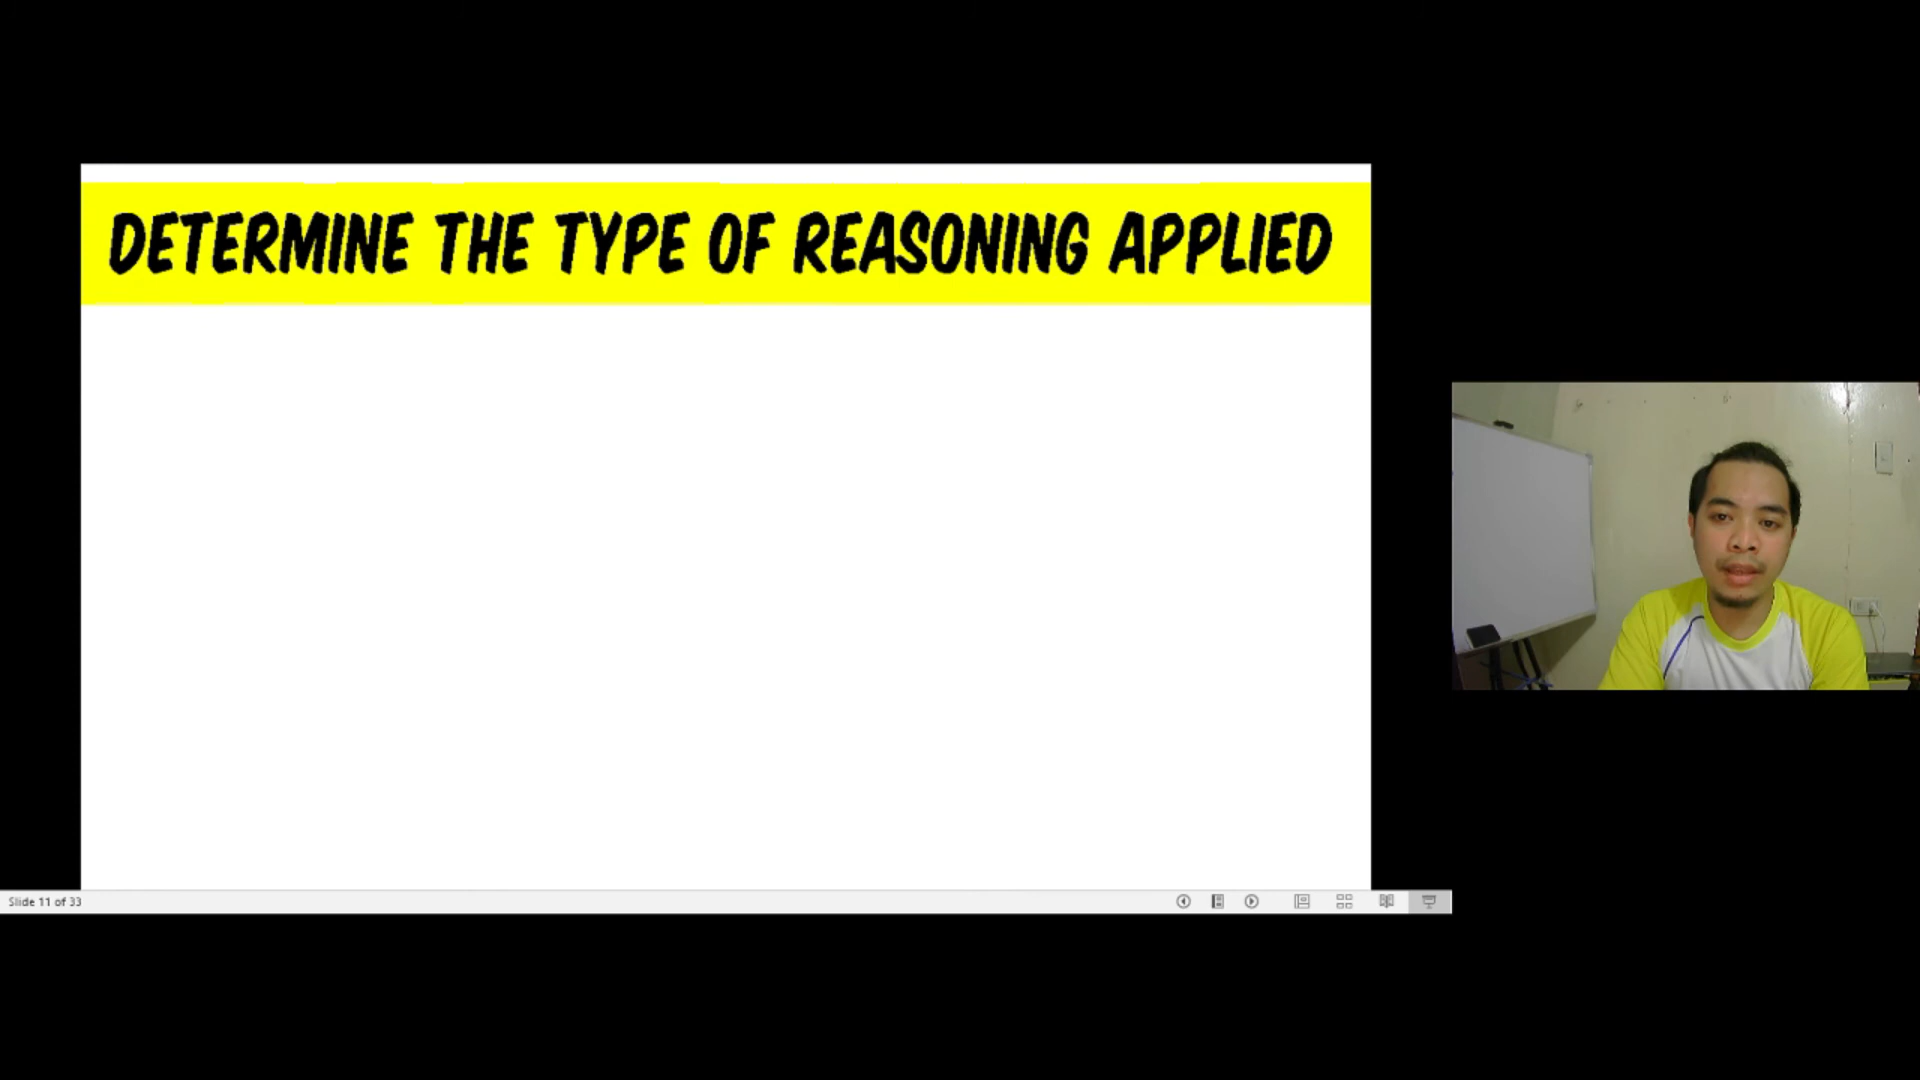 DETERMINE THE TYPE OF REASONING APPLIED
Slide 11 of 33